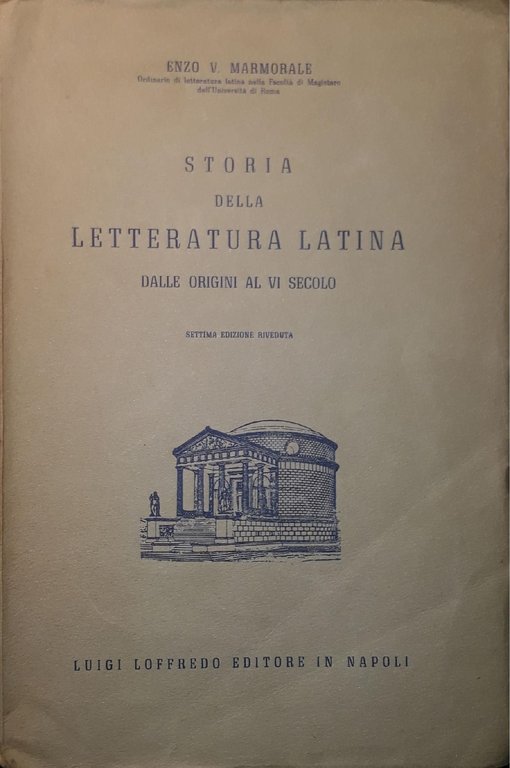 ENZO V. MARMORALE
Ordinario di letteratura latina nella Facoltà di Magistero
dell'Università di Roma
STORIA
DELLA
LETTERATURA LATINA
DALLE ORIGINI AL VI SECOLO
SETTIMA EDIZIONE RIVEDUTA
LUIGI LOFFREDO EDITORE IN NAPOLI